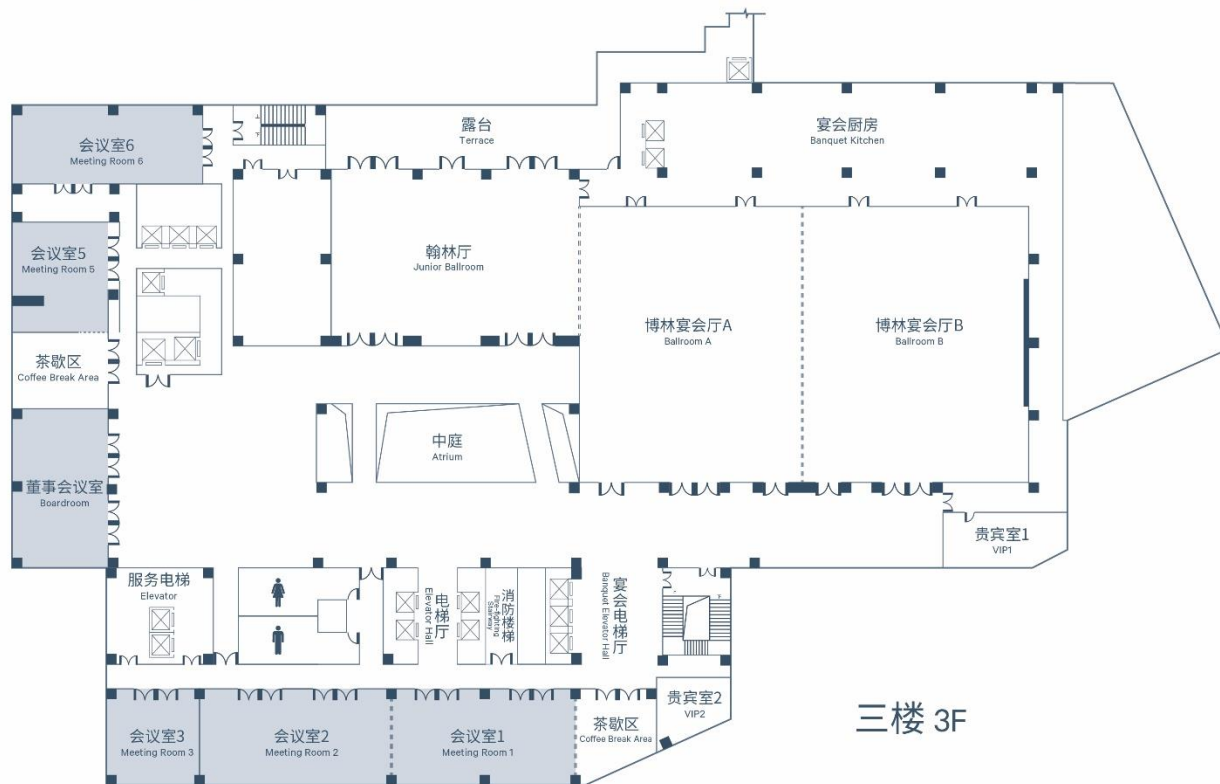 露台
Terrace
宴会厨房
Banquet Kitchen
会议室6
Meeting Room 6
会议室5
Meeting Room 5
翰林厅
Junior Ballroom
博林宴会厅A
Ballroom A
博林宴会厅B
Ballroom B
茶歇区
Coffee Break Area
中庭
Atrium
董事会议室
Boardroom
贵宾室1
VIP1
服务电梯
Elevator
电梯厅
Elevator Hall
消防楼梯
Fire-fighting
Stairway
宴会电梯厅
Banquet Elevator Hall
会议室3
Meeting Room 3
会议室2
Meeting Room 2
会议室1
Meeting Room 1
茶歇区
Coffee Break Area
贵宾室2
VIP2
三楼 3F